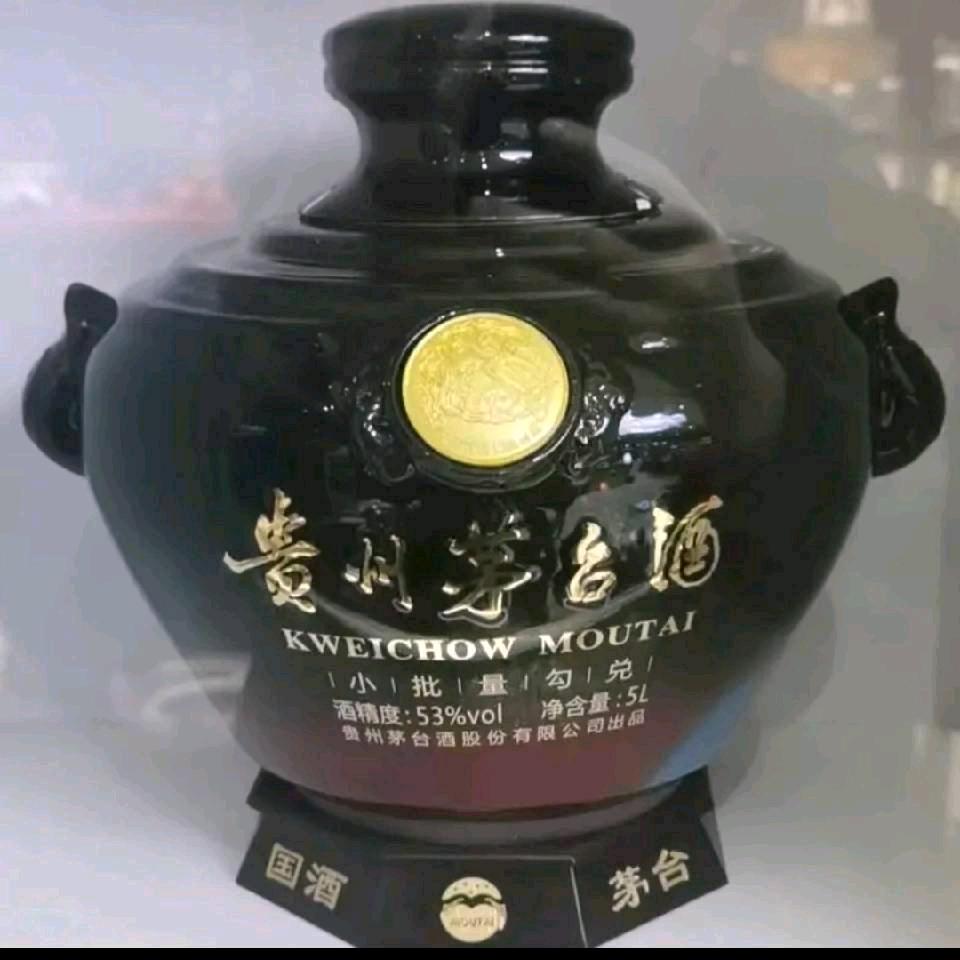 贵州茅台酒
KWEICHOW MOUTAI
小 | 批 | 量 | 勾 | 兑
酒精度:53%vol 净含量:5L
贵州茅台酒股份有限公司出品
国酒 茅台
MOUTAI